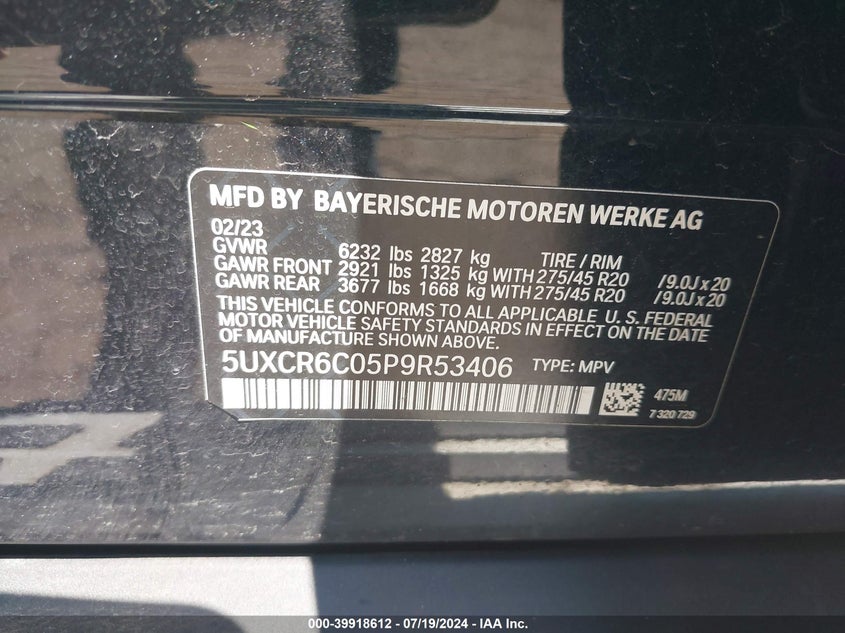 MFD BY BAYERISCHE MOTOREN WERKE AG
02/23
GVWR 6232 lbs 2827 kg TIRE / RIM
GAWR FRONT 2921 lbs 1325 kg WITH 275/45 R20 /9.0J x 20
GAWR REAR 3677 lbs 1668 kg WITH 275/45 R20 /9.0J x 20
THIS VEHICLE CONFORMS TO ALL APPLICABLE U. S. FEDERAL
MOTOR VEHICLE SAFETY STANDARDS IN EFFECT ON THE DATE
OF MANUFACTURE SHOWN ABOVE.
5UXCR6C05P9R53406 TYPE: MPV
475M
7 320 729
000-39918612 - 07/19/2024 - IAA Inc.